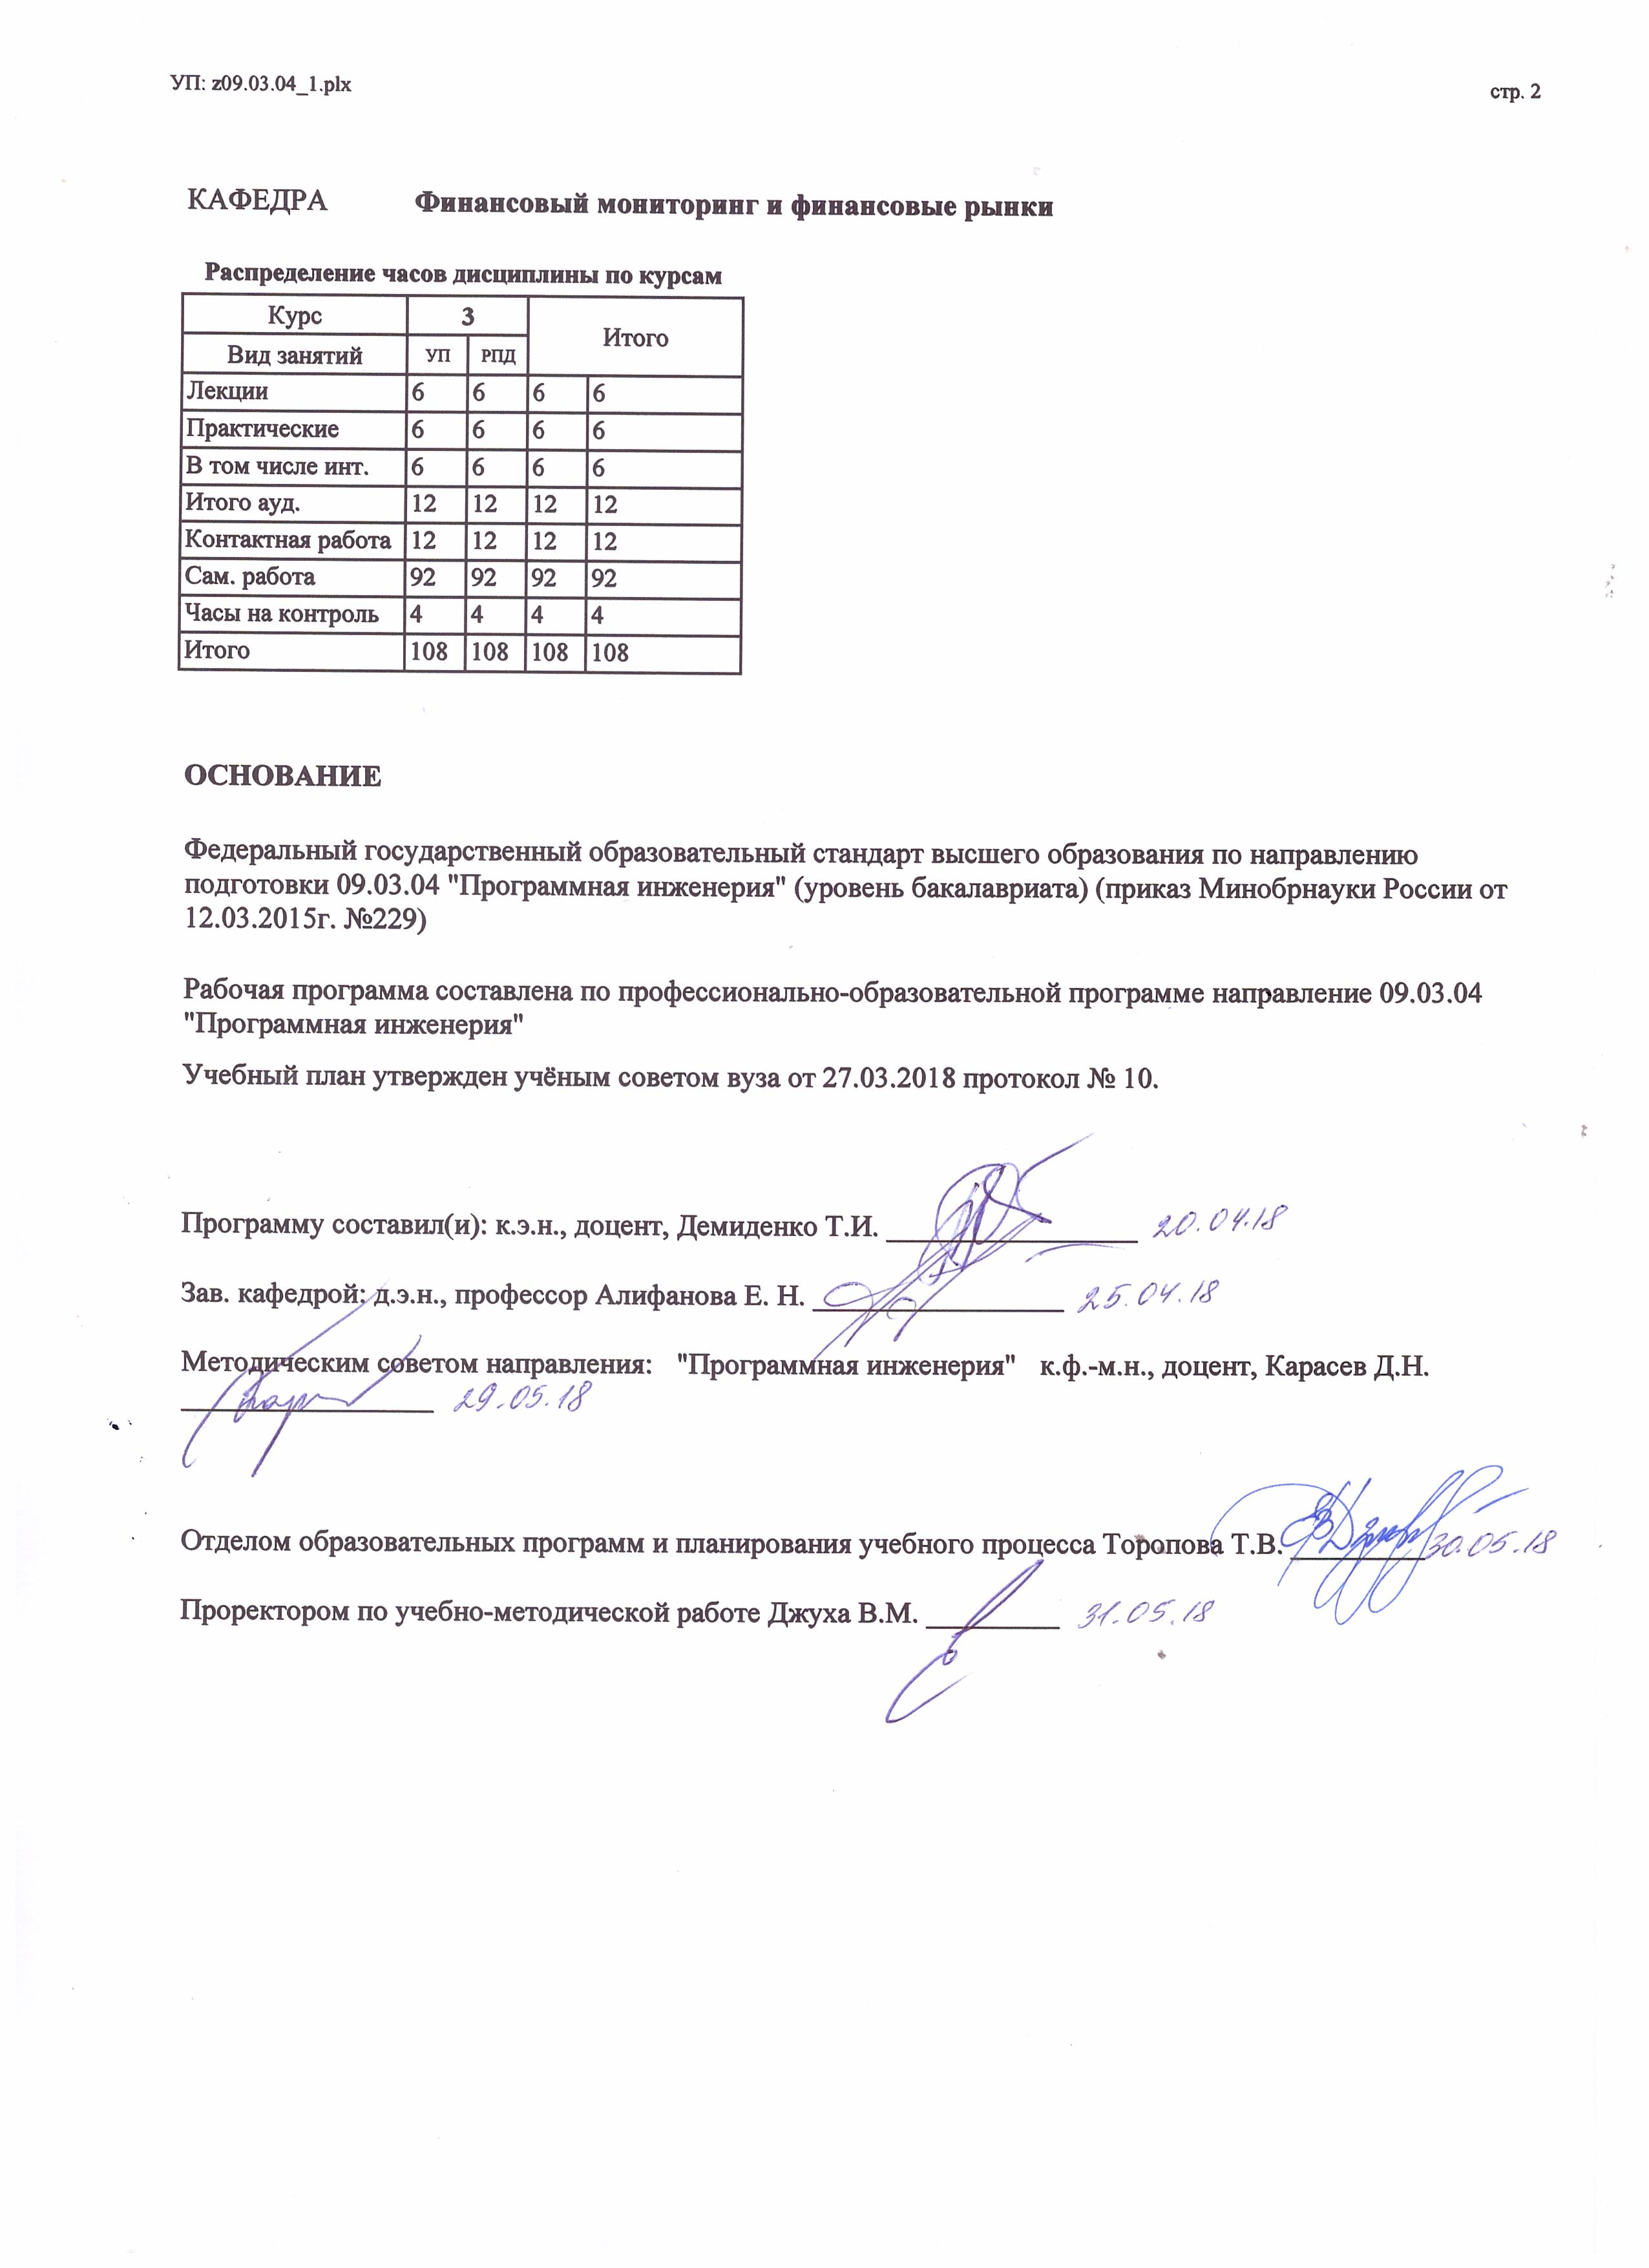 УП: z09.03.04_1.plx
стр. 2
КАФЕДРА Финансовый мониторинг и финансовые рынки
Распределение часов дисциплины по курсам
Курс 3 Итого
Вид занятий УП РПД
Лекции 6 6 6 6
Практические 6 6 6 6
В том числе инт. 6 6 6 6
Итого ауд. 12 12 12 12
Контактная работа 12 12 12 12
Сам. работа 92 92 92 92
Часы на контроль 4 4 4 4
Итого 108 108 108 108
ОСНОВАНИЕ
Федеральный государственный образовательный стандарт высшего образования по направлению
подготовки 09.03.04 "Программная инженерия" (уровень бакалавриата) (приказ Минобрнауки России от
12.03.2015г. №229)
Рабочая программа составлена по профессионально-образовательной программе направление 09.03.04
"Программная инженерия"
Учебный план утвержден учёным советом вуза от 27.03.2018 протокол № 10.
Программу составил(и): к.э.н., доцент, Демиденко Т.И. 20.04.18
Зав. кафедрой: д.э.н., профессор Алифанова Е. Н. 25.04.18
Методическим советом направления: "Программная инженерия" к.ф.-м.н., доцент, Карасев Д.Н.
29.05.18
Отделом образовательных программ и планирования учебного процесса Торопова Т.В. 30.05.18
Проректором по учебно-методической работе Джуха В.М. 31.05.18